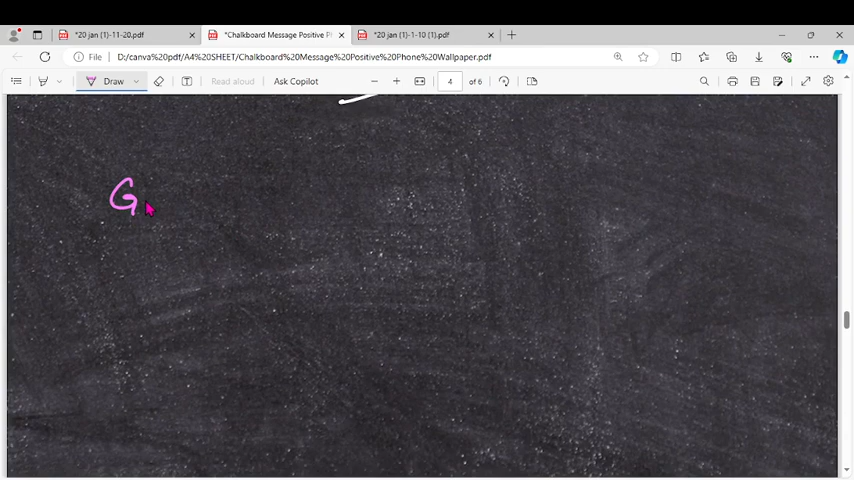 *20 jan (1)-11-20.pdf
*Chalkboard Message Positive P
*20 jan (1)-1-10 (1).pdf
File
D:/canva%20pdf/A4%20SHEET/Chalkboard%20Message%20Positive%20Phone%20Wallpaper.pdf
Draw
Read aloud
Ask Copilot
4 of 6
G